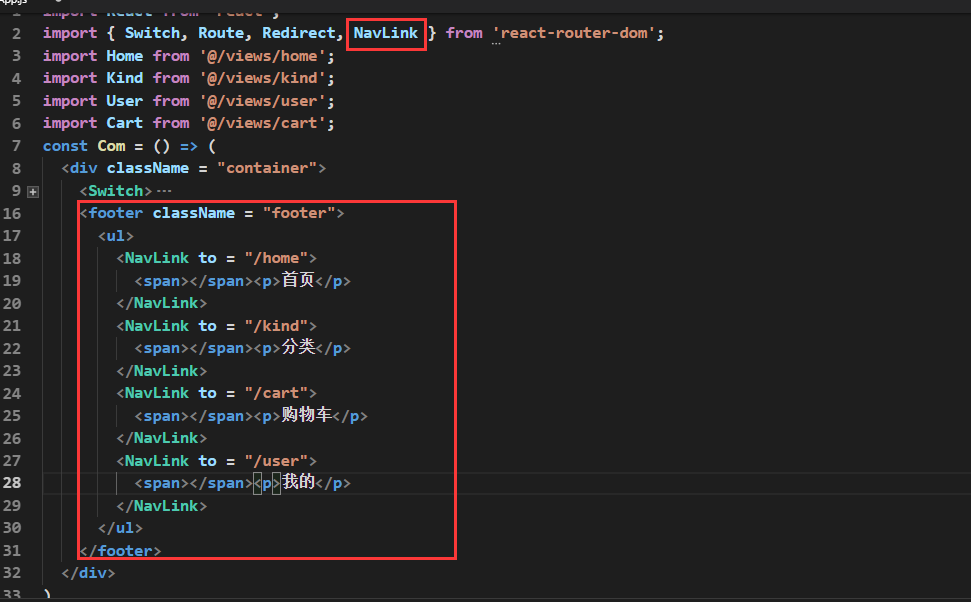 App.js
1 import React from 'react';
2 import { Switch, Route, Redirect, NavLink } from 'react-router-dom';
3 import Home from '@/views/home';
4 import Kind from '@/views/kind';
5 import User from '@/views/user';
6 import Cart from '@/views/cart';
7 const Com = () => (
8 <div className = "container">
9 <Switch>···
16 <footer className = "footer">
17 <ul>
18 <NavLink to = "/home">
19 <span></span><p>首页</p>
20 </NavLink>
21 <NavLink to = "/kind">
22 <span></span><p>分类</p>
23 </NavLink>
24 <NavLink to = "/cart">
25 <span></span><p>购物车</p>
26 </NavLink>
27 <NavLink to = "/user">
28 <span></span><p>我的</p>
29 </NavLink>
30 </ul>
31 </footer>
32 </div>
33 )